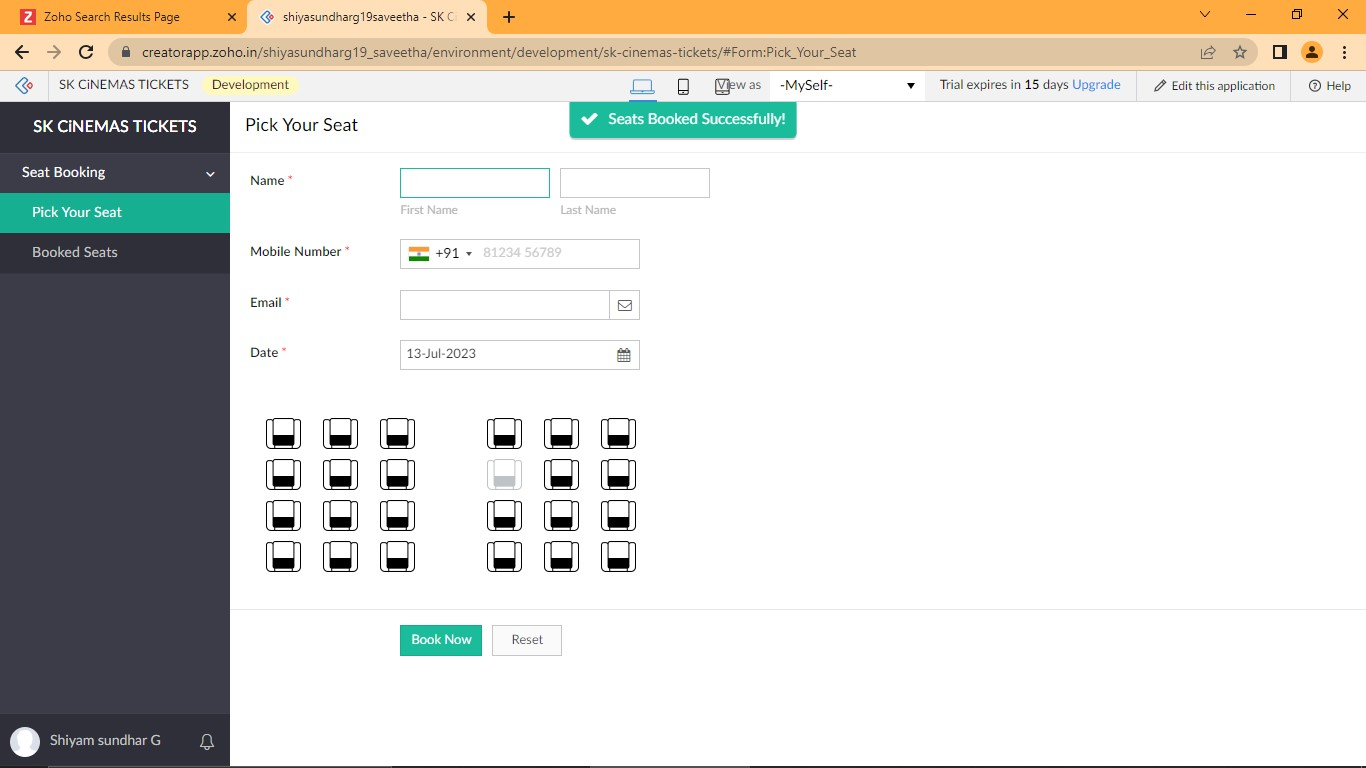 Z Zoho Search Results Page
shiyasundharg19saveetha - SK C
creatorapp.zoho.in/shiyasundharg19_saveetha/environment/development/sk-cinemas-tickets/#Form:Pick_Your_Seat
SK CiNEMAS TICKETS Development View as -MySelf- Trial expires in 15 days Upgrade Edit this application Help
SK CiNEMAS TICKETS
Seat Booking
Pick Your Seat
Booked Seats
Pick Your Seat
Seats Booked Successfully!
Name *
First Name Last Name
Mobile Number * +91 81234 56789
Email *
Date * 13-Jul-2023
Book Now Reset
Shiyam sundhar G